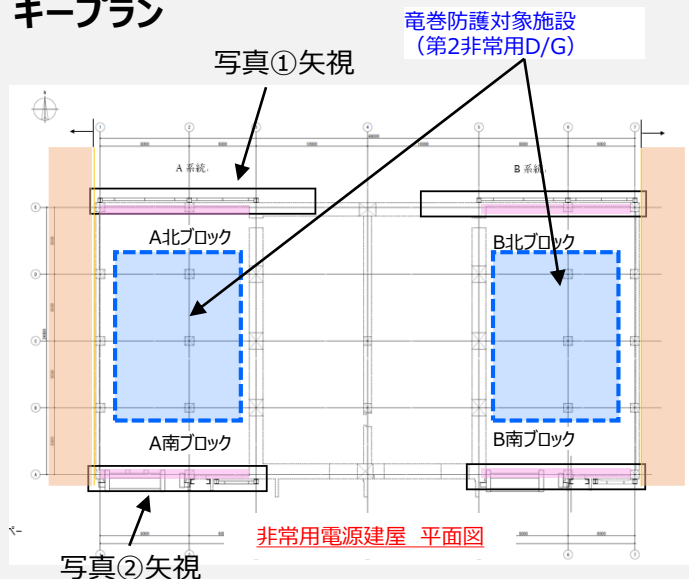 キープラン
竜巻防護対象施設
（第2非常用D/G）
写真①矢視
A 系統
B 系統
A北ブロック
B北ブロック
A南ブロック
B南ブロック
非常用電源建屋 平面図
写真②矢視